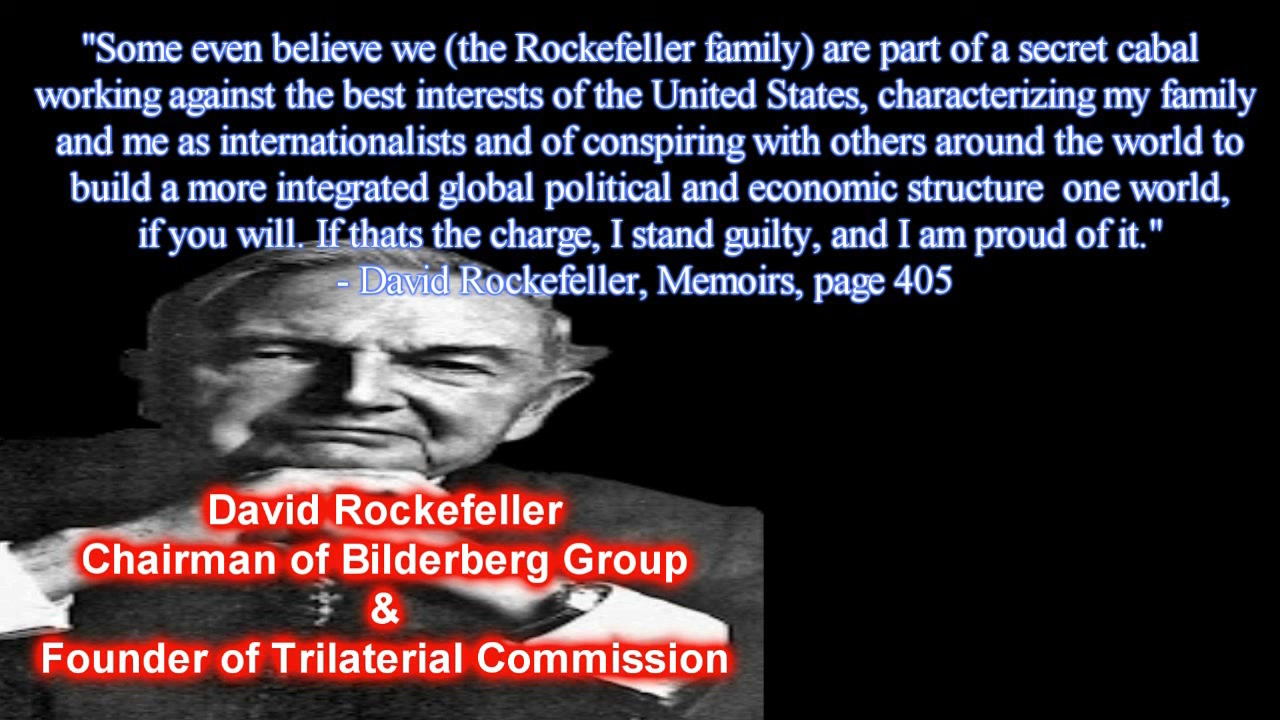 "Some even believe we (the Rockefeller family) are part of a secret cabal
working against the best interests of the United States, characterizing my family
and me as internationalists and of conspiring with others around the world to
build a more integrated global political and economic structure  one world,
if you will. If thats the charge, I stand guilty, and I am proud of it."
- David Rockefeller, Memoirs, page 405
David Rockefeller
Chairman of Bilderberg Group
&
Founder of Trilaterial Commission